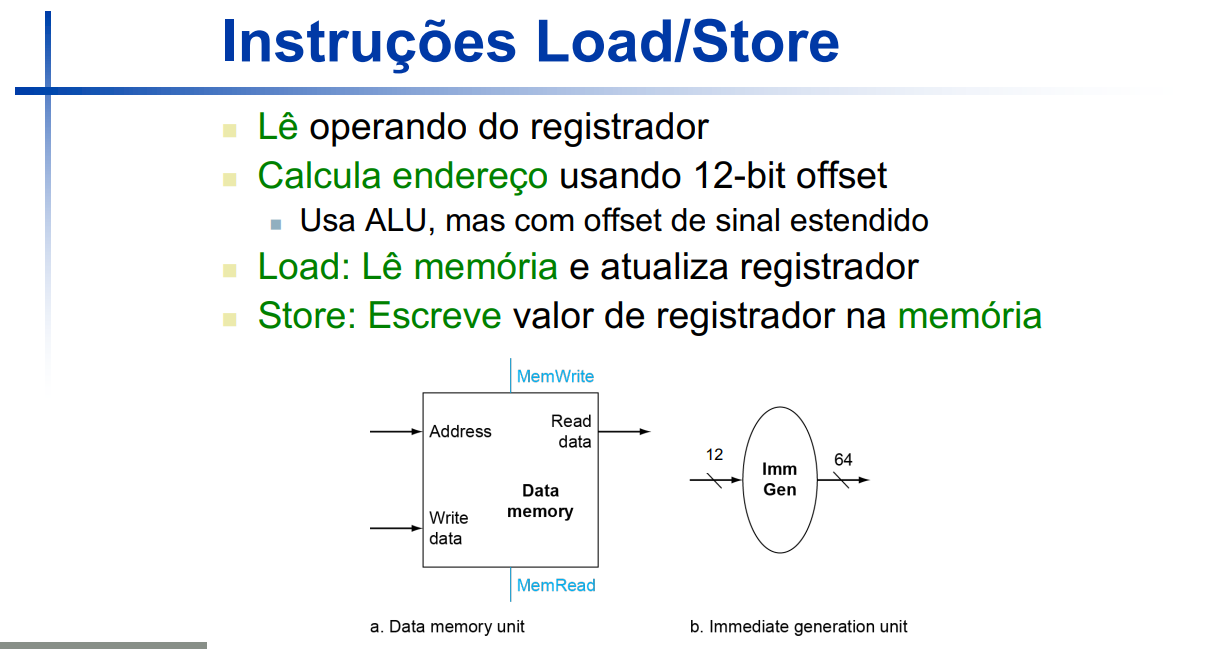 Instruções Load/Store
Lê operando do registrador
Calcula endereço usando 12-bit offset
Usa ALU, mas com offset de sinal estendido
Load: Lê memória e atualiza registrador
Store: Escreve valor de registrador na memória
MemWrite
Address
Read
data
Data
memory
Write
data
MemRead
a. Data memory unit
12
Imm
Gen
64
b. Immediate generation unit